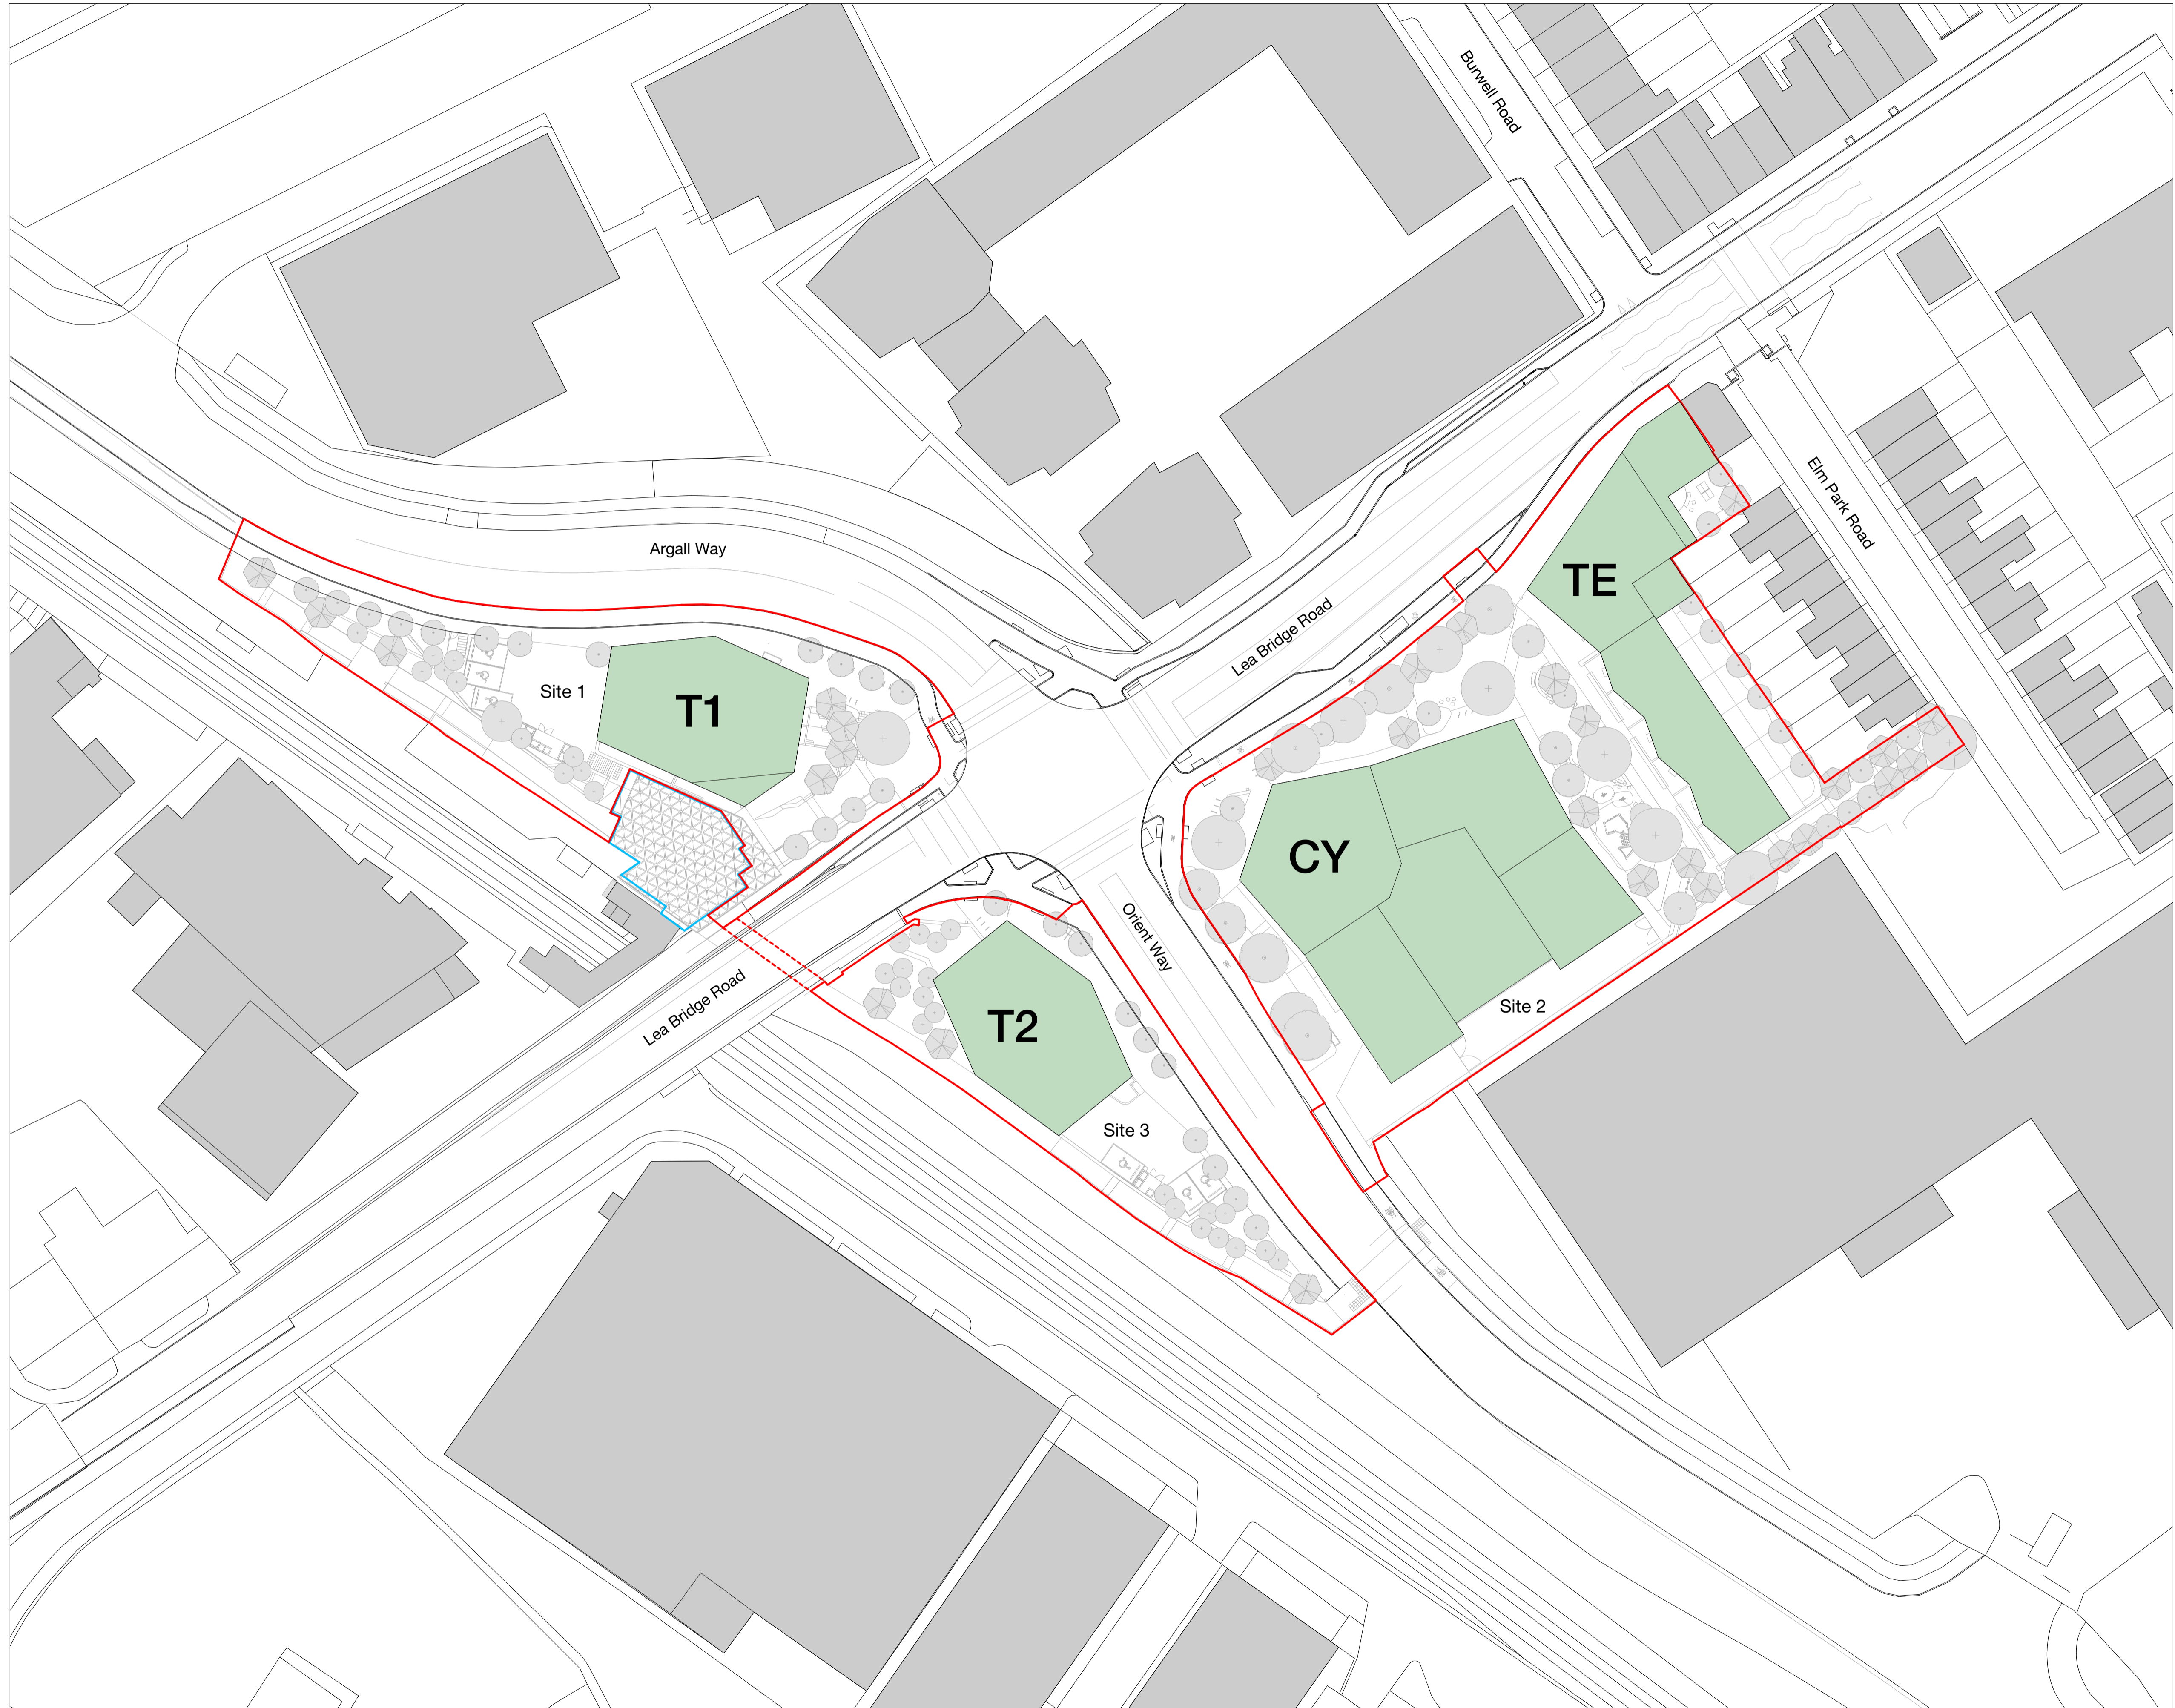 Burwell Road
Elm Park Road
Argall Way
Lea Bridge Road
TE
Site 1
T1
CY
Orient Way
Lea Bridge Road
T2
Site 2
Site 3